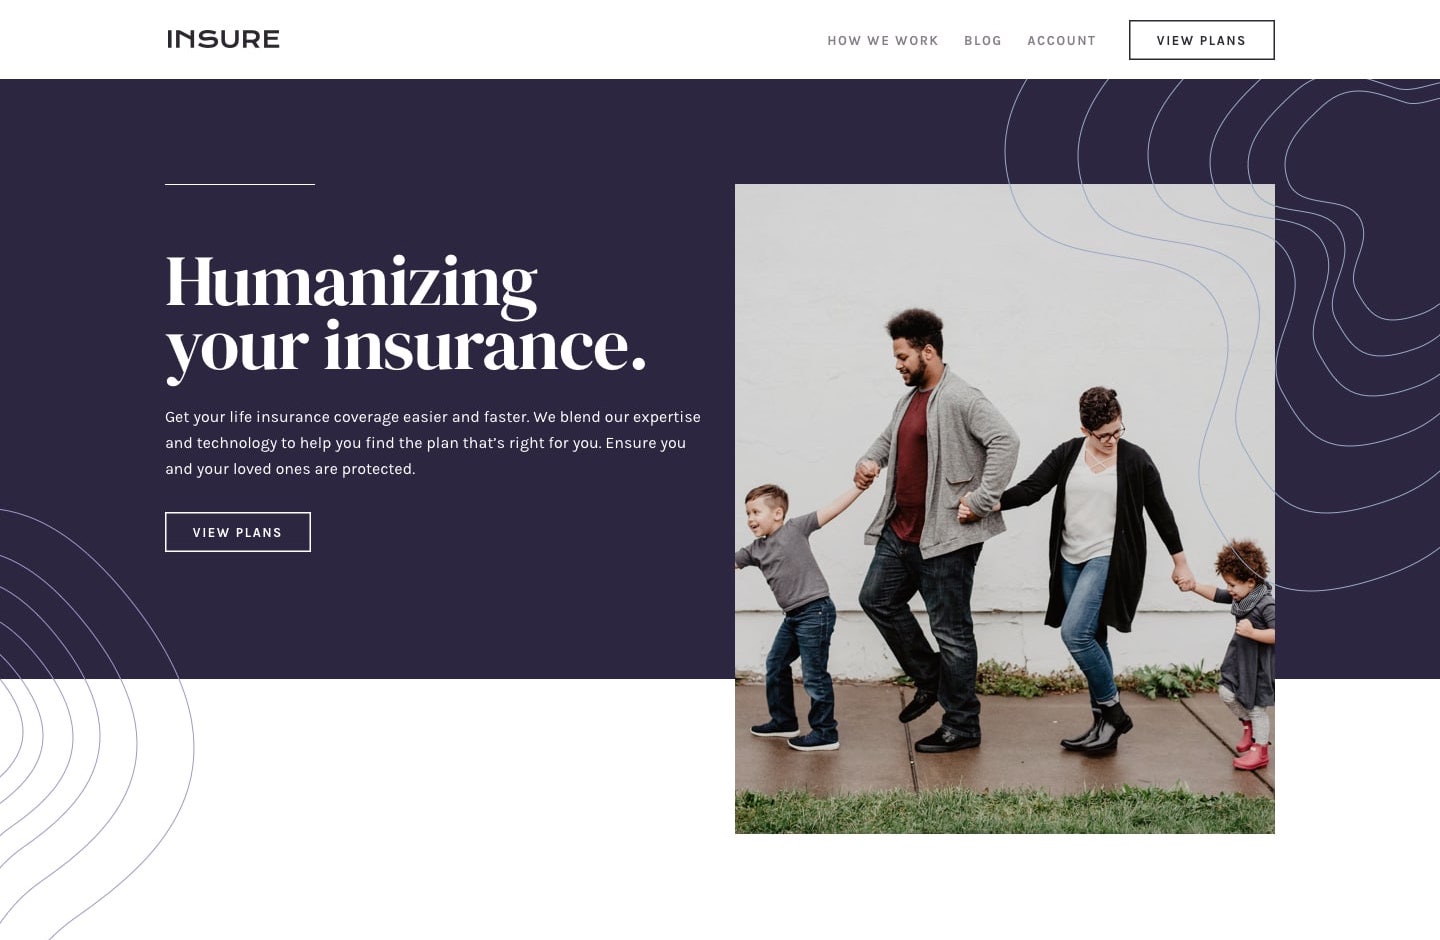 INSURE
HOW WE WORK
BLOG
ACCOUNT
VIEW PLANS
Humanizing
your insurance.
Get your life insurance coverage easier and faster. We blend our expertise
and technology to help you find the plan that’s right for you. Ensure you
and your loved ones are protected.
VIEW PLANS